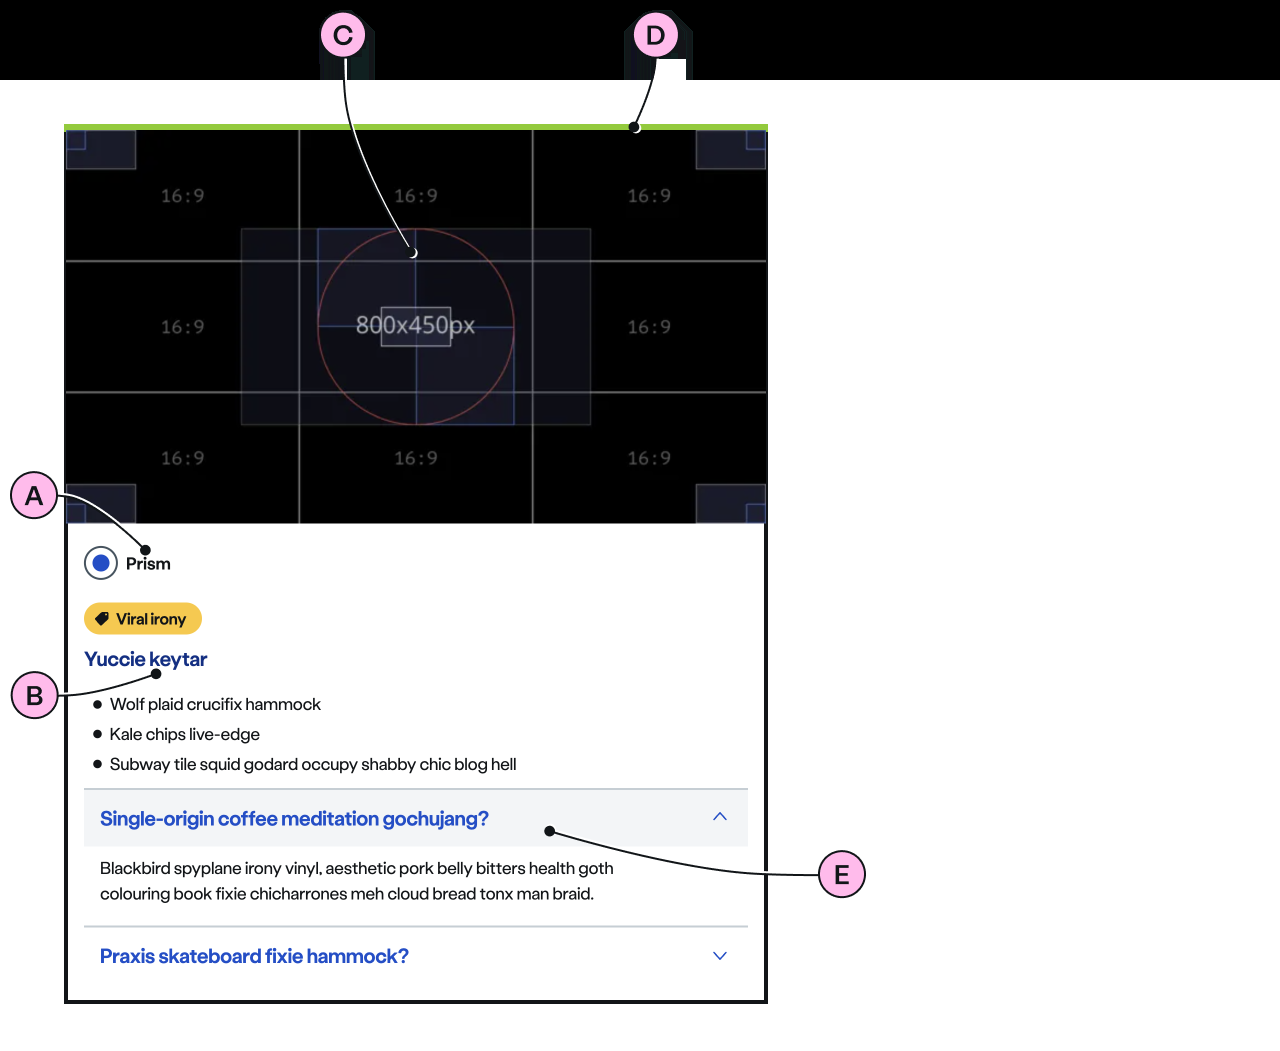 C
D
16:9
16:9
16:9
16:9
800x450px
16:9
16:9
16:9
16:9
A
Prism
Viral irony
Yuccie keytar
B
Wolf plaid crucifix hammock
Kale chips live-edge
Subway tile squid godard occupy shabby chic blog hell
Single-origin coffee meditation gochujang?
Blackbird spyplane irony vinyl, aesthetic pork belly bitters health goth
colouring book fixie chicharrones meh cloud bread tonx man braid.
E
Praxis skateboard fixie hammock?